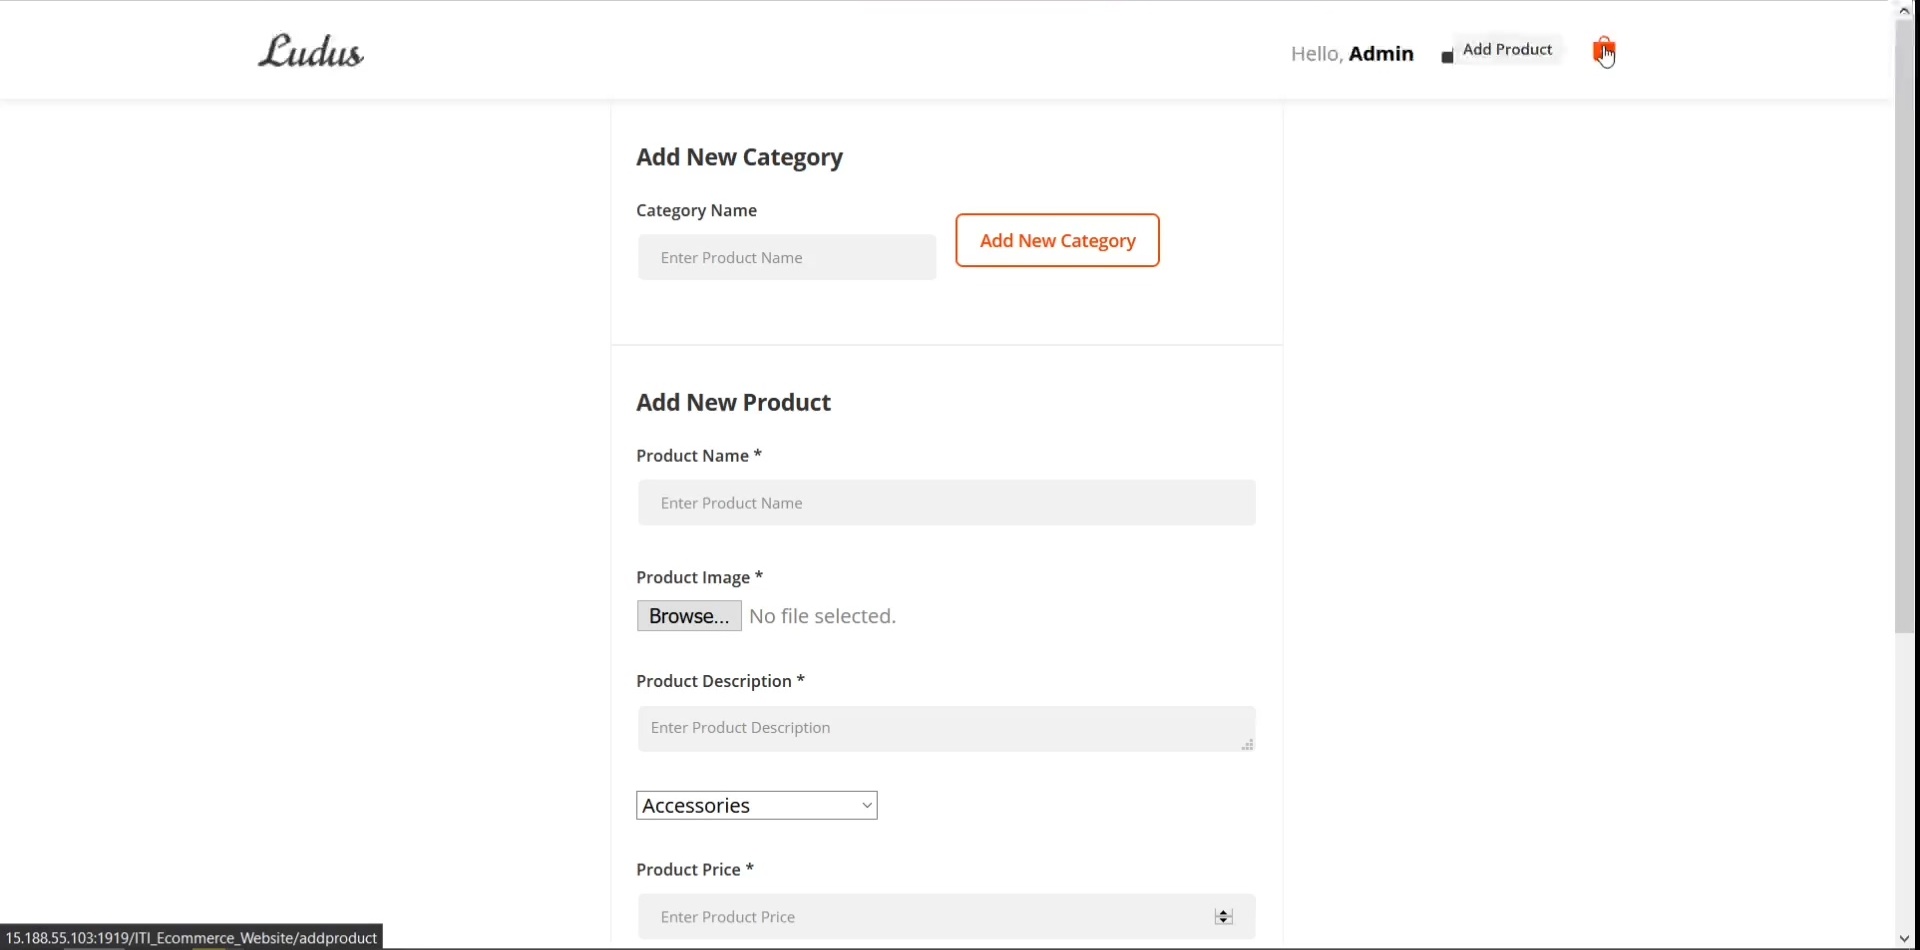 Ludus
Hello, Admin
Add Product
Add New Category
Category Name
Enter Product Name
Add New Category
Add New Product
Product Name *
Enter Product Name
Product Image *
Browse... No file selected.
Product Description *
Enter Product Description
Accessories
Product Price *
Enter Product Price
15.188.55.103:1919/ITI_Ecommerce_Website/addproduct